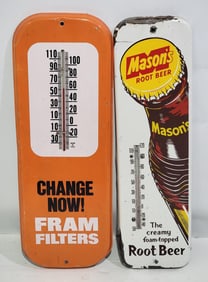 110
100
90
80
70
60
50
40
30
20
10
0
10
20
30
CHANGE
NOW!
FRAM
FILTERS
Mason's
ROOT BEER
Mason's
The
creamy
foam-topped
Root Beer